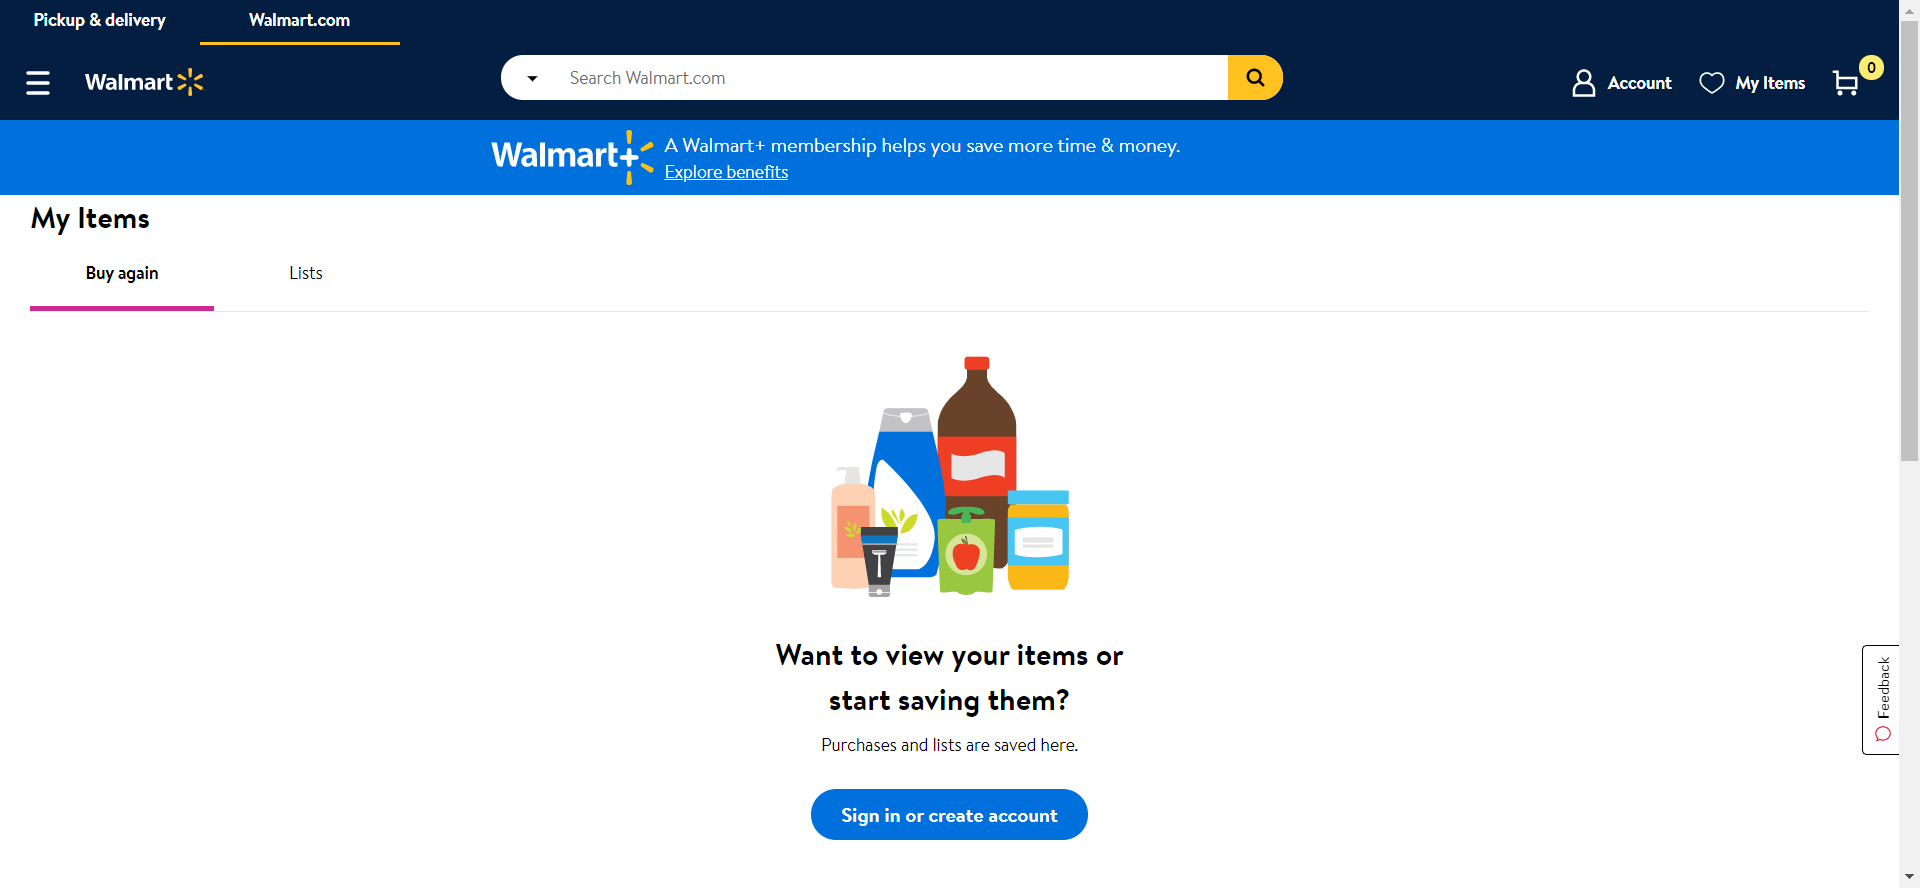 Pickup & delivery
Walmart.com
Walmart
Search Walmart.com
Account
My Items
0
Walmart+
A Walmart+ membership helps you save more time & money.
Explore benefits
My Items
Buy again
Lists
Want to view your items or
start saving them?
Purchases and lists are saved here.
Sign in or create account
Feedback